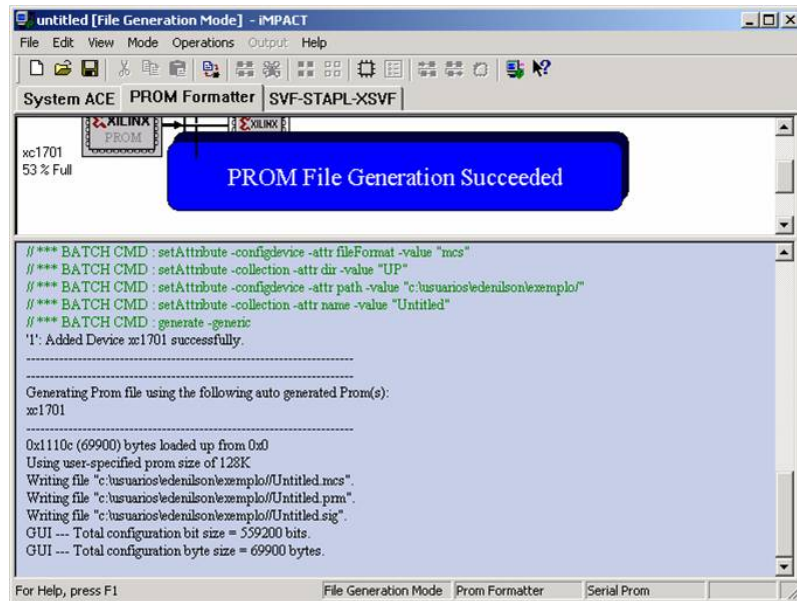 untitled [File Generation Mode] - iMPACT
File Edit View Mode Operations Output Help
System ACE PROM Formatter SVF-STAPL-XSVF
XILINX XILINX
PROM
xc1701
53 % Full
PROM File Generation Succeeded
// *** BATCH CMD : setAttribute -configdevice -attr fileFormat -value "mcs"
// *** BATCH CMD : setAttribute -collection -attr dir -value "UP"
// *** BATCH CMD : setAttribute -configdevice -attr path -value "c:\usuarios\edenilson\exemplo/"
// *** BATCH CMD : setAttribute -collection -attr name -value "Untitled"
// *** BATCH CMD : generate -generic
'1': Added Device xc1701 successfully.
----------------------------------------------------------------------
----------------------------------------------------------------------
Generating Prom file using the following auto generated Prom(s):
xc1701
----------------------------------------------------------------------
0x1110c (69900) bytes loaded up from 0x0
Using user-specified prom size of 128K
Writing file "c:\usuarios\edenilson\exemplo//Untitled.mcs".
Writing file "c:\usuarios\edenilson\exemplo//Untitled.prm".
Writing file "c:\usuarios\edenilson\exemplo//Untitled.sig".
GUI --- Total configuration bit size = 559200 bits.
GUI --- Total configuration byte size = 69900 bytes.
For Help, press F1 File Generation Mode Prom Formatter Serial Prom